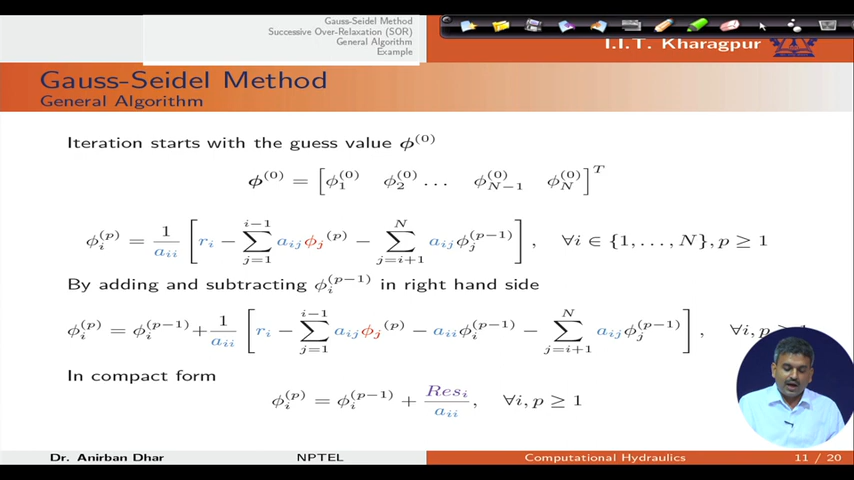 Gauss-Seidel Method
Successive Over-Relaxation (SOR)
General Algorithm
Example
I.I.T. Kharagpur
Gauss-Seidel Method
General Algorithm
Iteration starts with the guess value ϕ^(0)
ϕ^(0) = [ϕ_1^(0) ϕ_2^(0) … ϕ_{N−1}^(0) ϕ_N^(0)]^T
ϕ_i^(p) = 1/a_ii [r_i − ∑_{j=1}^{i−1} a_ij ϕ_j^(p) − ∑_{j=i+1}^{N} a_ij ϕ_j^(p−1)], ∀i ∈ {1, …, N}, p ≥ 1
By adding and subtracting ϕ_i^(p−1) in right hand side
ϕ_i^(p) = ϕ_i^(p−1) + 1/a_ii [r_i − ∑_{j=1}^{i−1} a_ij ϕ_j^(p) − a_ii ϕ_i^(p−1) − ∑_{j=i+1}^{N} a_ij ϕ_j^(p−1)], ∀i, p
In compact form
ϕ_i^(p) = ϕ_i^(p−1) + Res_i/a_ii, ∀i, p ≥ 1
Dr. Anirban Dhar NPTEL Computational Hydraulics 11 / 20